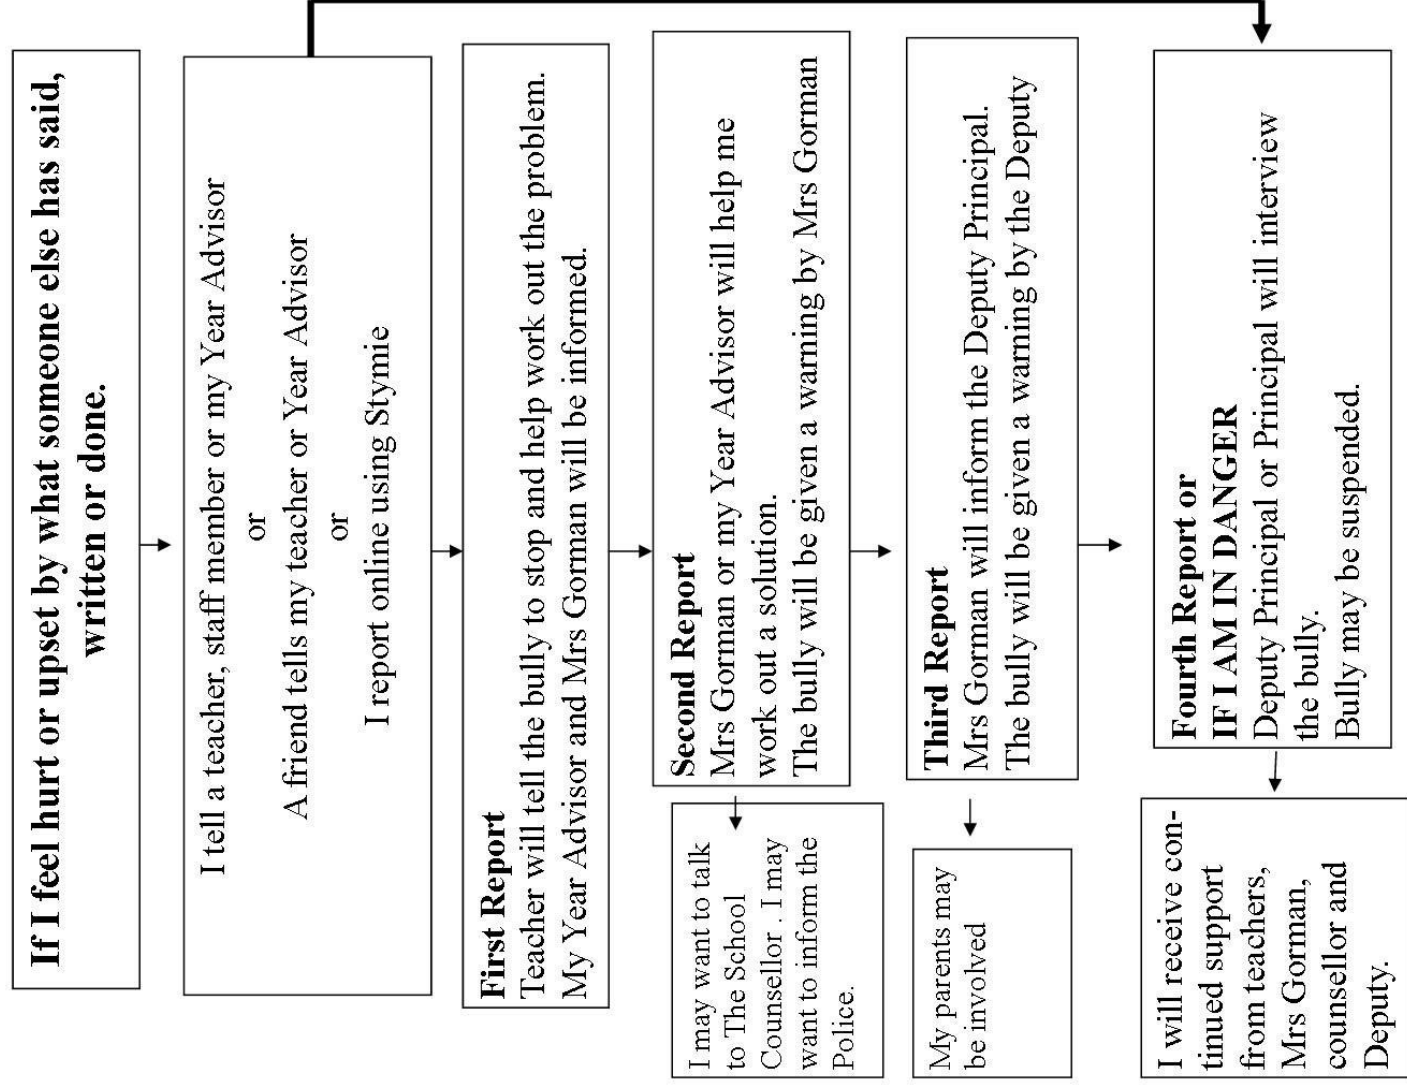 If I feel hurt or upset by what someone else has said,
written or done.
I tell a teacher, staff member or my Year Advisor
or
A friend tells my teacher or Year Advisor
or
I report online using Stymie
First Report
Teacher will tell the bully to stop and help work out the problem.
My Year Advisor and Mrs Gorman will be informed.
Second Report
Mrs Gorman or my Year Advisor will help me
work out a solution.
The bully will be given a warning by Mrs Gorman
I may want to talk
to The School
Counsellor . I may
want to inform the
Police.
Third Report
Mrs Gorman will inform the Deputy Principal.
The bully will be given a warning by the Deputy
My parents may
be involved
Fourth Report or
IF I AM IN DANGER
Deputy Principal or Principal will interview
the bully.
Bully may be suspended.
I will receive con-
tinued support
from teachers,
Mrs Gorman,
counsellor and
Deputy.